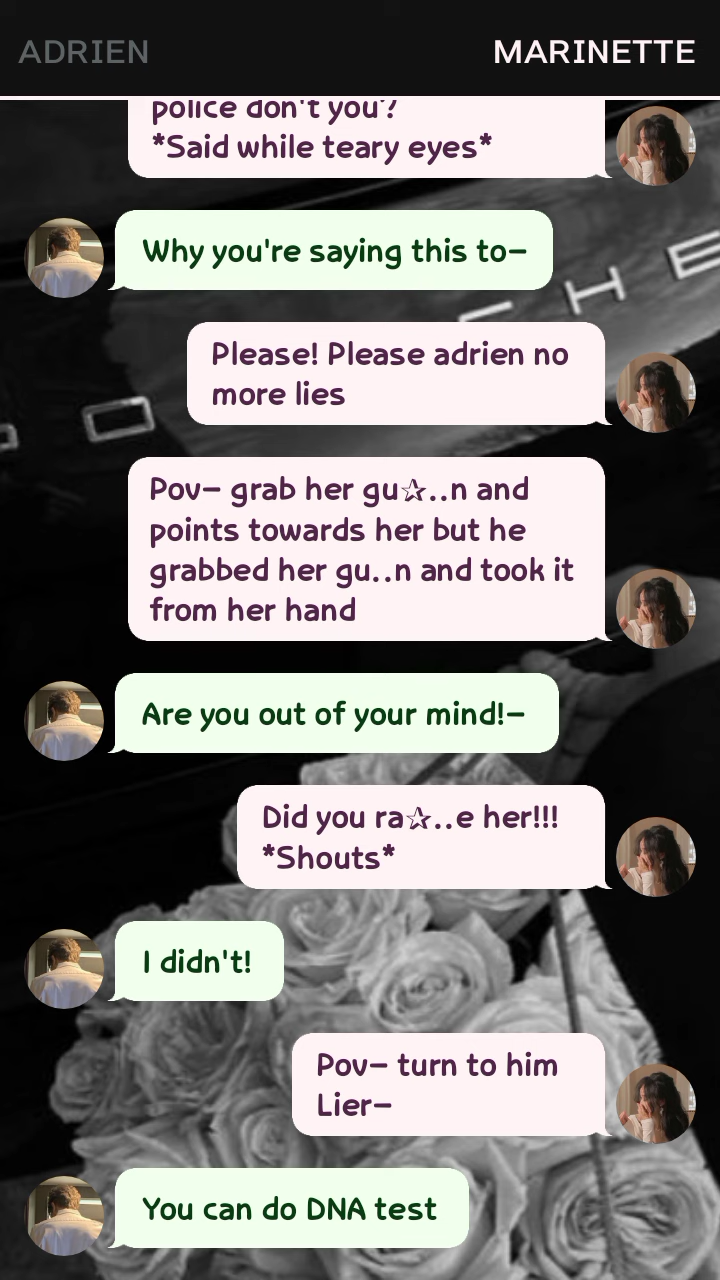 ADRIEN
MARINETTE
police don't you?
*Said while teary eyes*
Why you're saying this to–
Please! Please adrien no
more lies
Pov– grab her gu☆..n and
points towards her but he
grabbed her gu..n and took it
from her hand
Are you out of your mind!–
Did you ra☆..e her!!!
*Shouts*
I didn't!
Pov– turn to him
Lier–
You can do DNA test